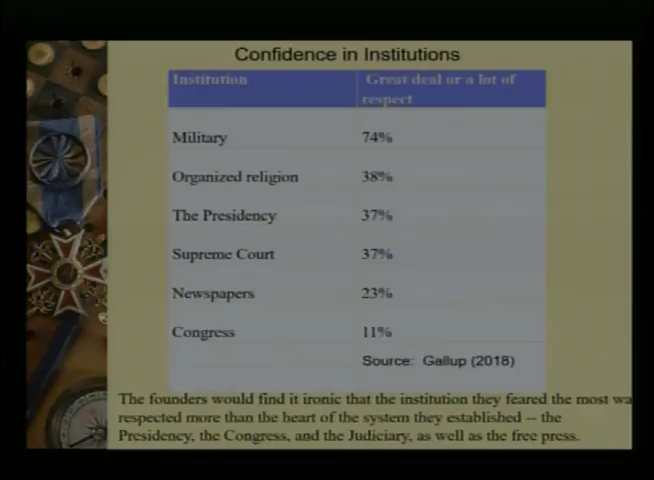 Confidence in Institutions
Institution Great deal or a lot of
respect
Military 74%
Organized religion 38%
The Presidency 37%
Supreme Court 37%
Newspapers 23%
Congress 11%
Source: Gallup (2018)
The founders would find it ironic that the institution they feared the most wa
respected more than the heart of the system they established -- the
Presidency, the Congress, and the Judiciary, as well as the free press.